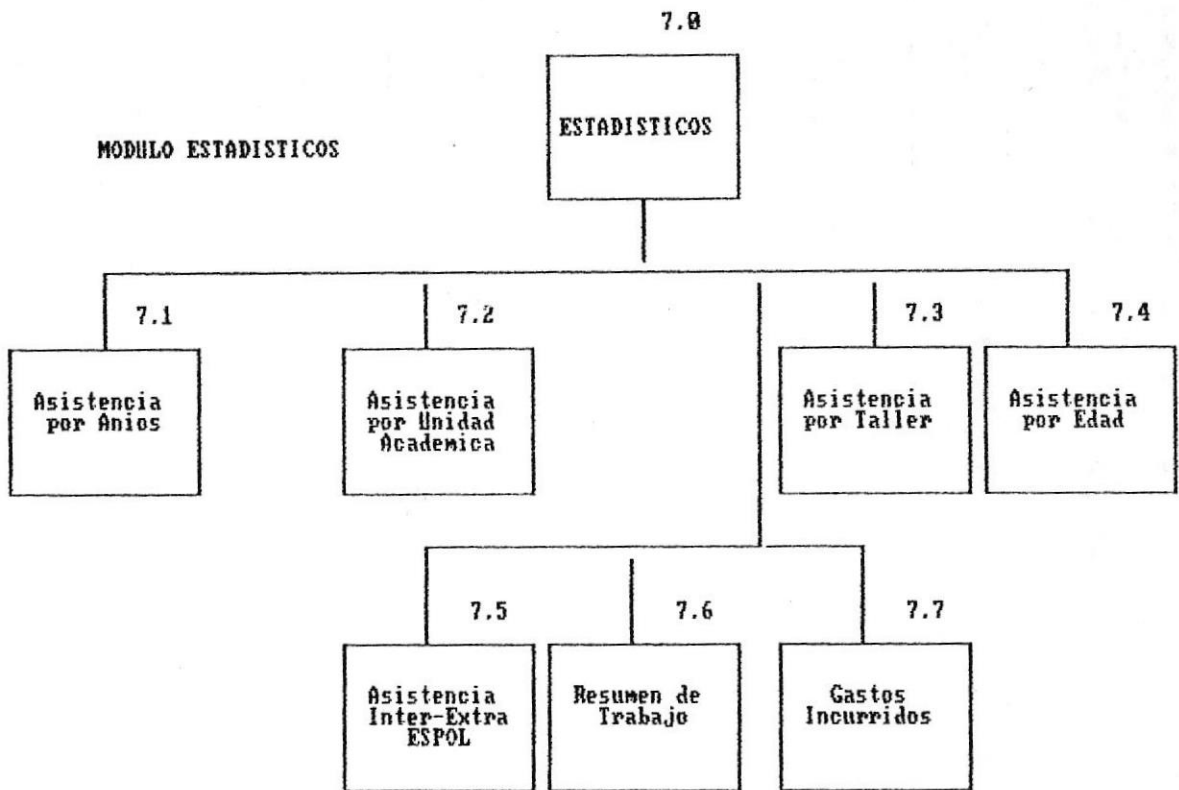 7.0
ESTADISTICOS
MODULO ESTADISTICOS
7.1
7.2
7.3
7.4
Asistencia
por Anios
Asistencia
por Unidad
Academica
Asistencia
por Taller
Asistencia
por Edad
7.5
7.6
7.7
Asistencia
Inter-Extra
ESPOL
Resumen de
Trabajo
Gastos
Incurridos